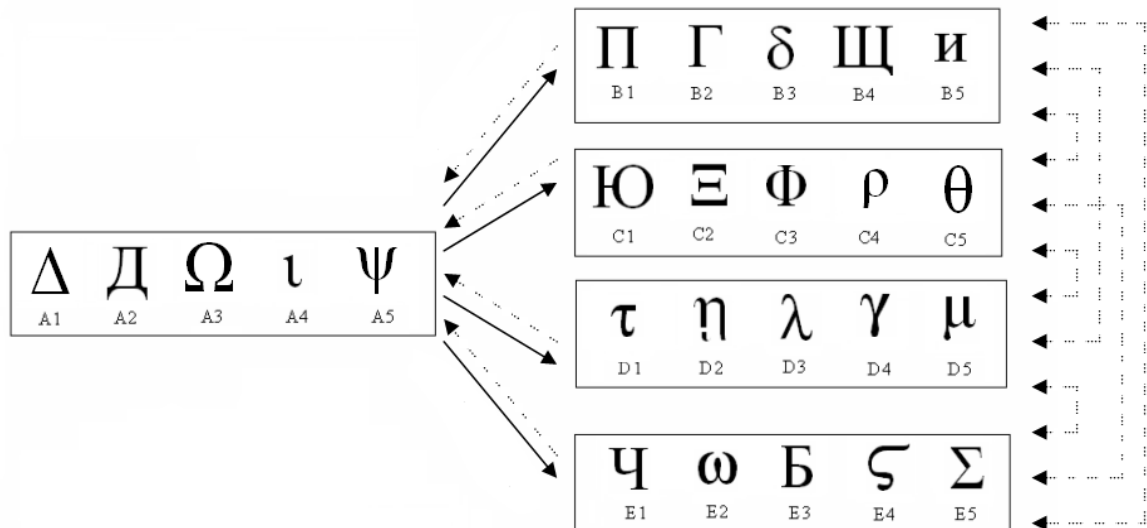 Π Γ δ Щ и
B1 B2 B3 B4 B5
Ю Ξ Φ ρ θ
C1 C2 C3 C4 C5
Δ Д Ω ι ψ
A1 A2 A3 A4 A5
τ ῃ λ γ μ
D1 D2 D3 D4 D5
Ч ω Б ϛ Σ
E1 E2 E3 E4 E5